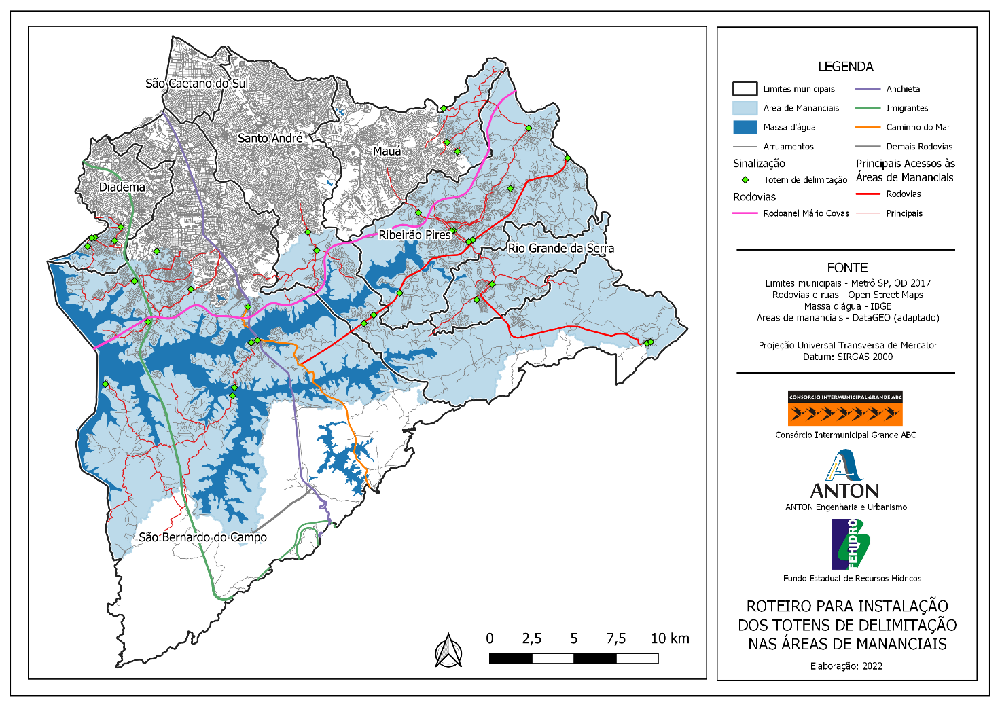 São Caetano do Sul
Santo André
Mauá
Diadema
Ribeirão Pires
Rio Grande da Serra
São Bernardo do Campo
0 2,5 5 7,5 10 km
LEGENDA
Limites municipais
Área de Mananciais
Massa d'água
Arruamentos
Sinalização
Totem de delimitação
Rodovias
Rodoanel Mário Covas
Anchieta
Imigrantes
Caminho do Mar
Demais Rodovias
Principais Acessos às
Áreas de Mananciais
Rodovias
Principais
FONTE
Limites municipais - Metrô SP, OD 2017
Rodovias e ruas - Open Street Maps
Massa d'água - IBGE
Áreas de mananciais - DataGEO (adaptado)
Projeção Universal Transversa de Mercator
Datum: SIRGAS 2000
CONSÓRCIO INTERMUNICIPAL GRANDE ABC
Consórcio Intermunicipal Grande ABC
ANTON
ANTON Engenharia e Urbanismo
FEHIDRO
Fundo Estadual de Recursos Hídricos
ROTEIRO PARA INSTALAÇÃO
DOS TOTENS DE DELIMITAÇÃO
NAS ÁREAS DE MANANCIAIS
Elaboração: 2022